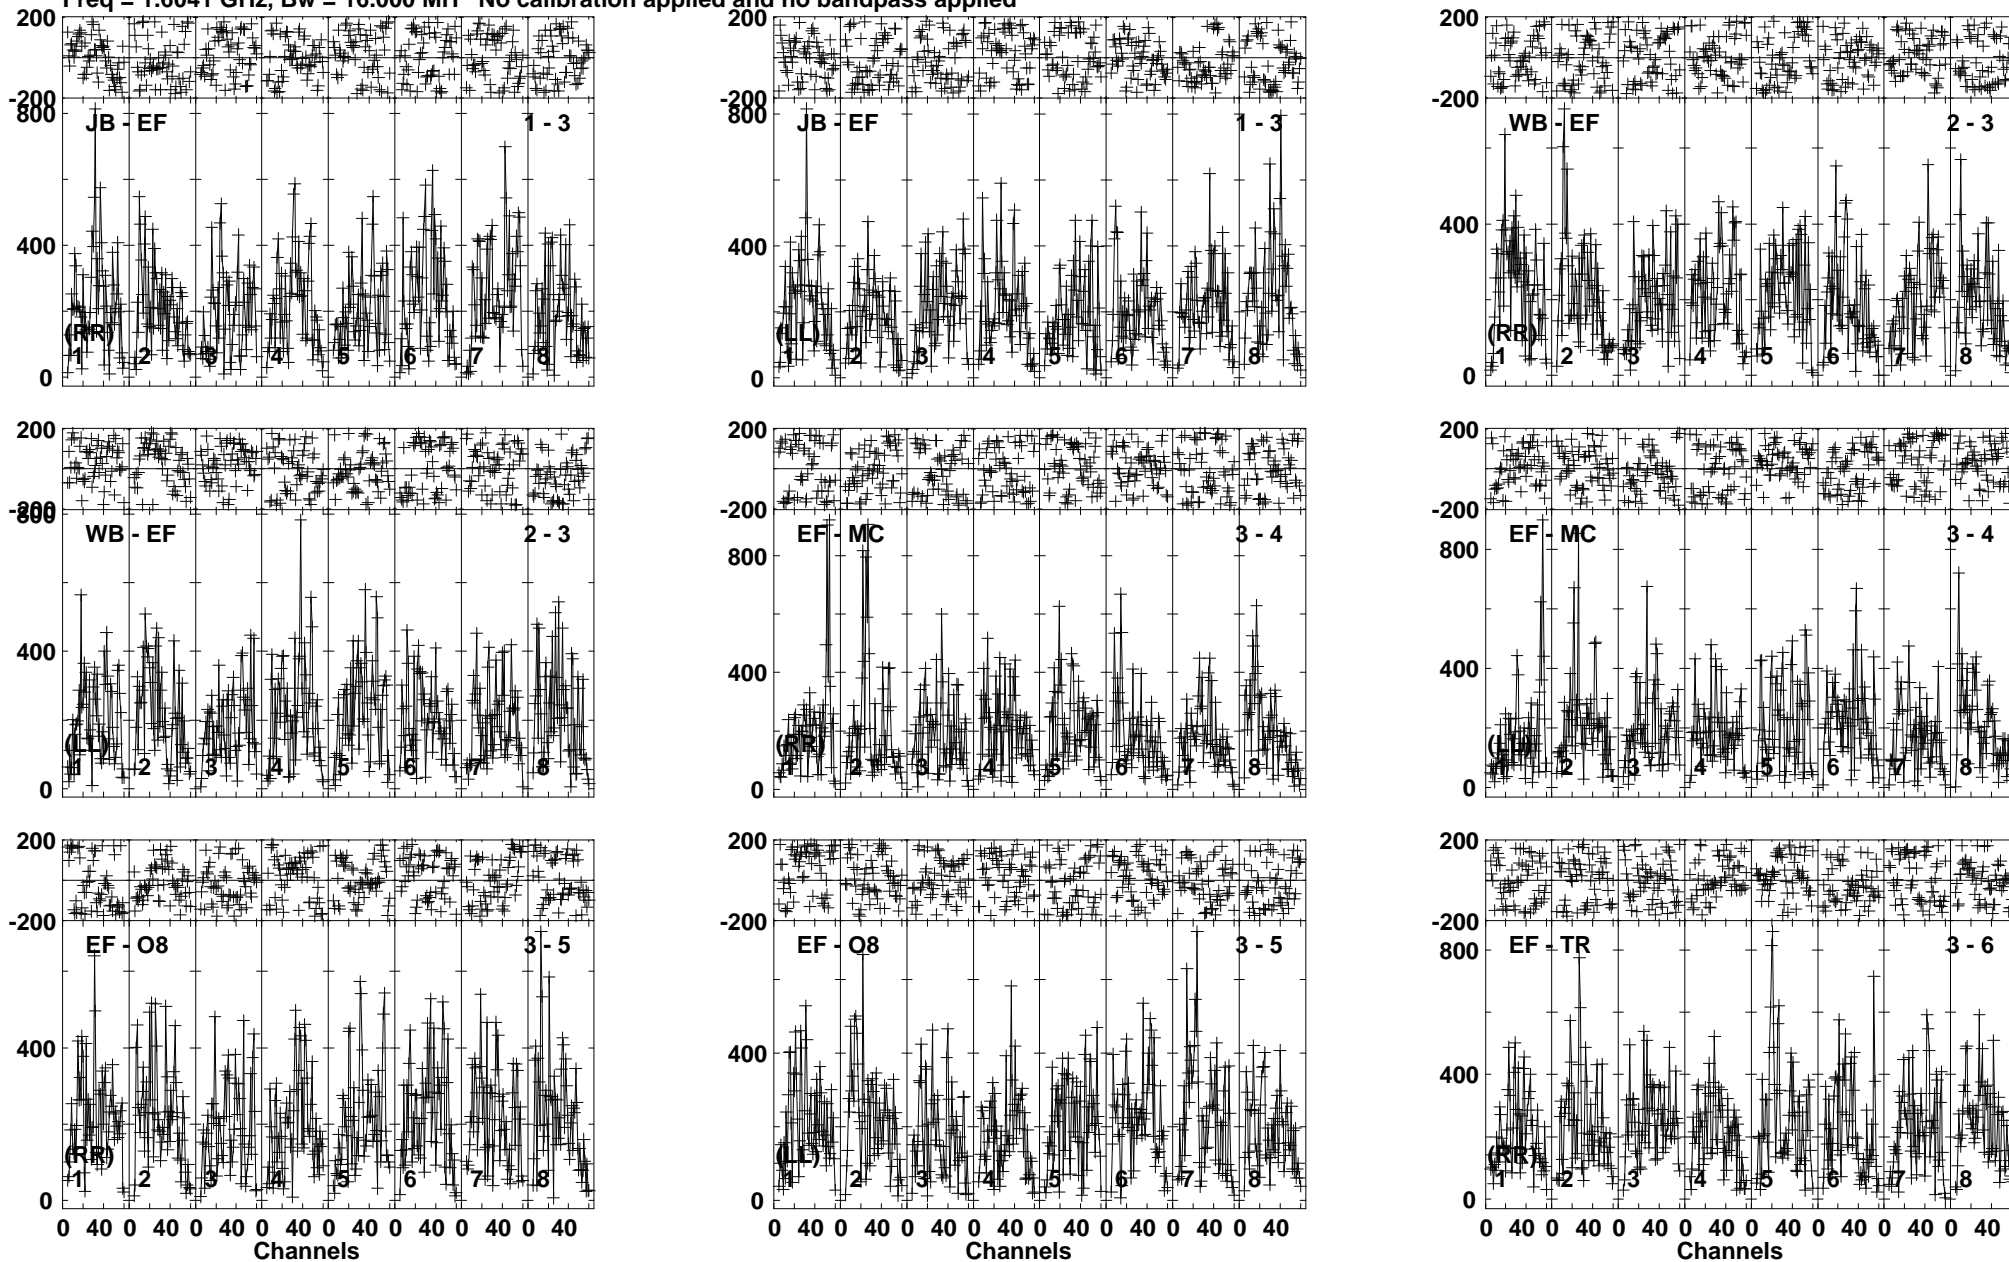 Freq = 1.6041 GHz, Bw = 16.000 MH No calibration applied and no bandpass applied
200 200 200
-200 -200 -200
800 800
JB - EF 1 - 3 JB - EF 1 - 3 WB - EF 2 - 3
400 400 400
(RR) (LL) (RR)
1 2 3 4 5 6 7 8 1 2 3 4 5 6 7 8 1 2 3 4 5 6 7 8
0 0 0
200 200 200
-200 -200 -200
800
WB - EF 2 - 3 EF - MC 3 - 4 EF - MC 3 - 4
800 800
400 400 400
(LL) (RR) (LL)
1 2 3 4 5 6 7 8 1 2 3 4 5 6 7 8 1 2 3 4 5 6 7 8
0 0 0
200 200 200
-200 -200 -200
EF - O8 3 - 5 EF - O8 3 - 5 EF - TR 3 - 6
800
400 400 400
(RR) (LL) (RR)
1 2 3 4 5 6 7 8 1 2 3 4 5 6 7 8 1 2 3 4 5 6 7 8
0 0 0
0 40 0 40 0 40 0 40 0 40 0 40 0 40 0 40 0 40 0 40 0 40 0 40 0 40 0 40 0 40 0 40 0 40 0 40 0 40 0 40 0 40 0 40 0 40 0 40
Channels Channels Channels